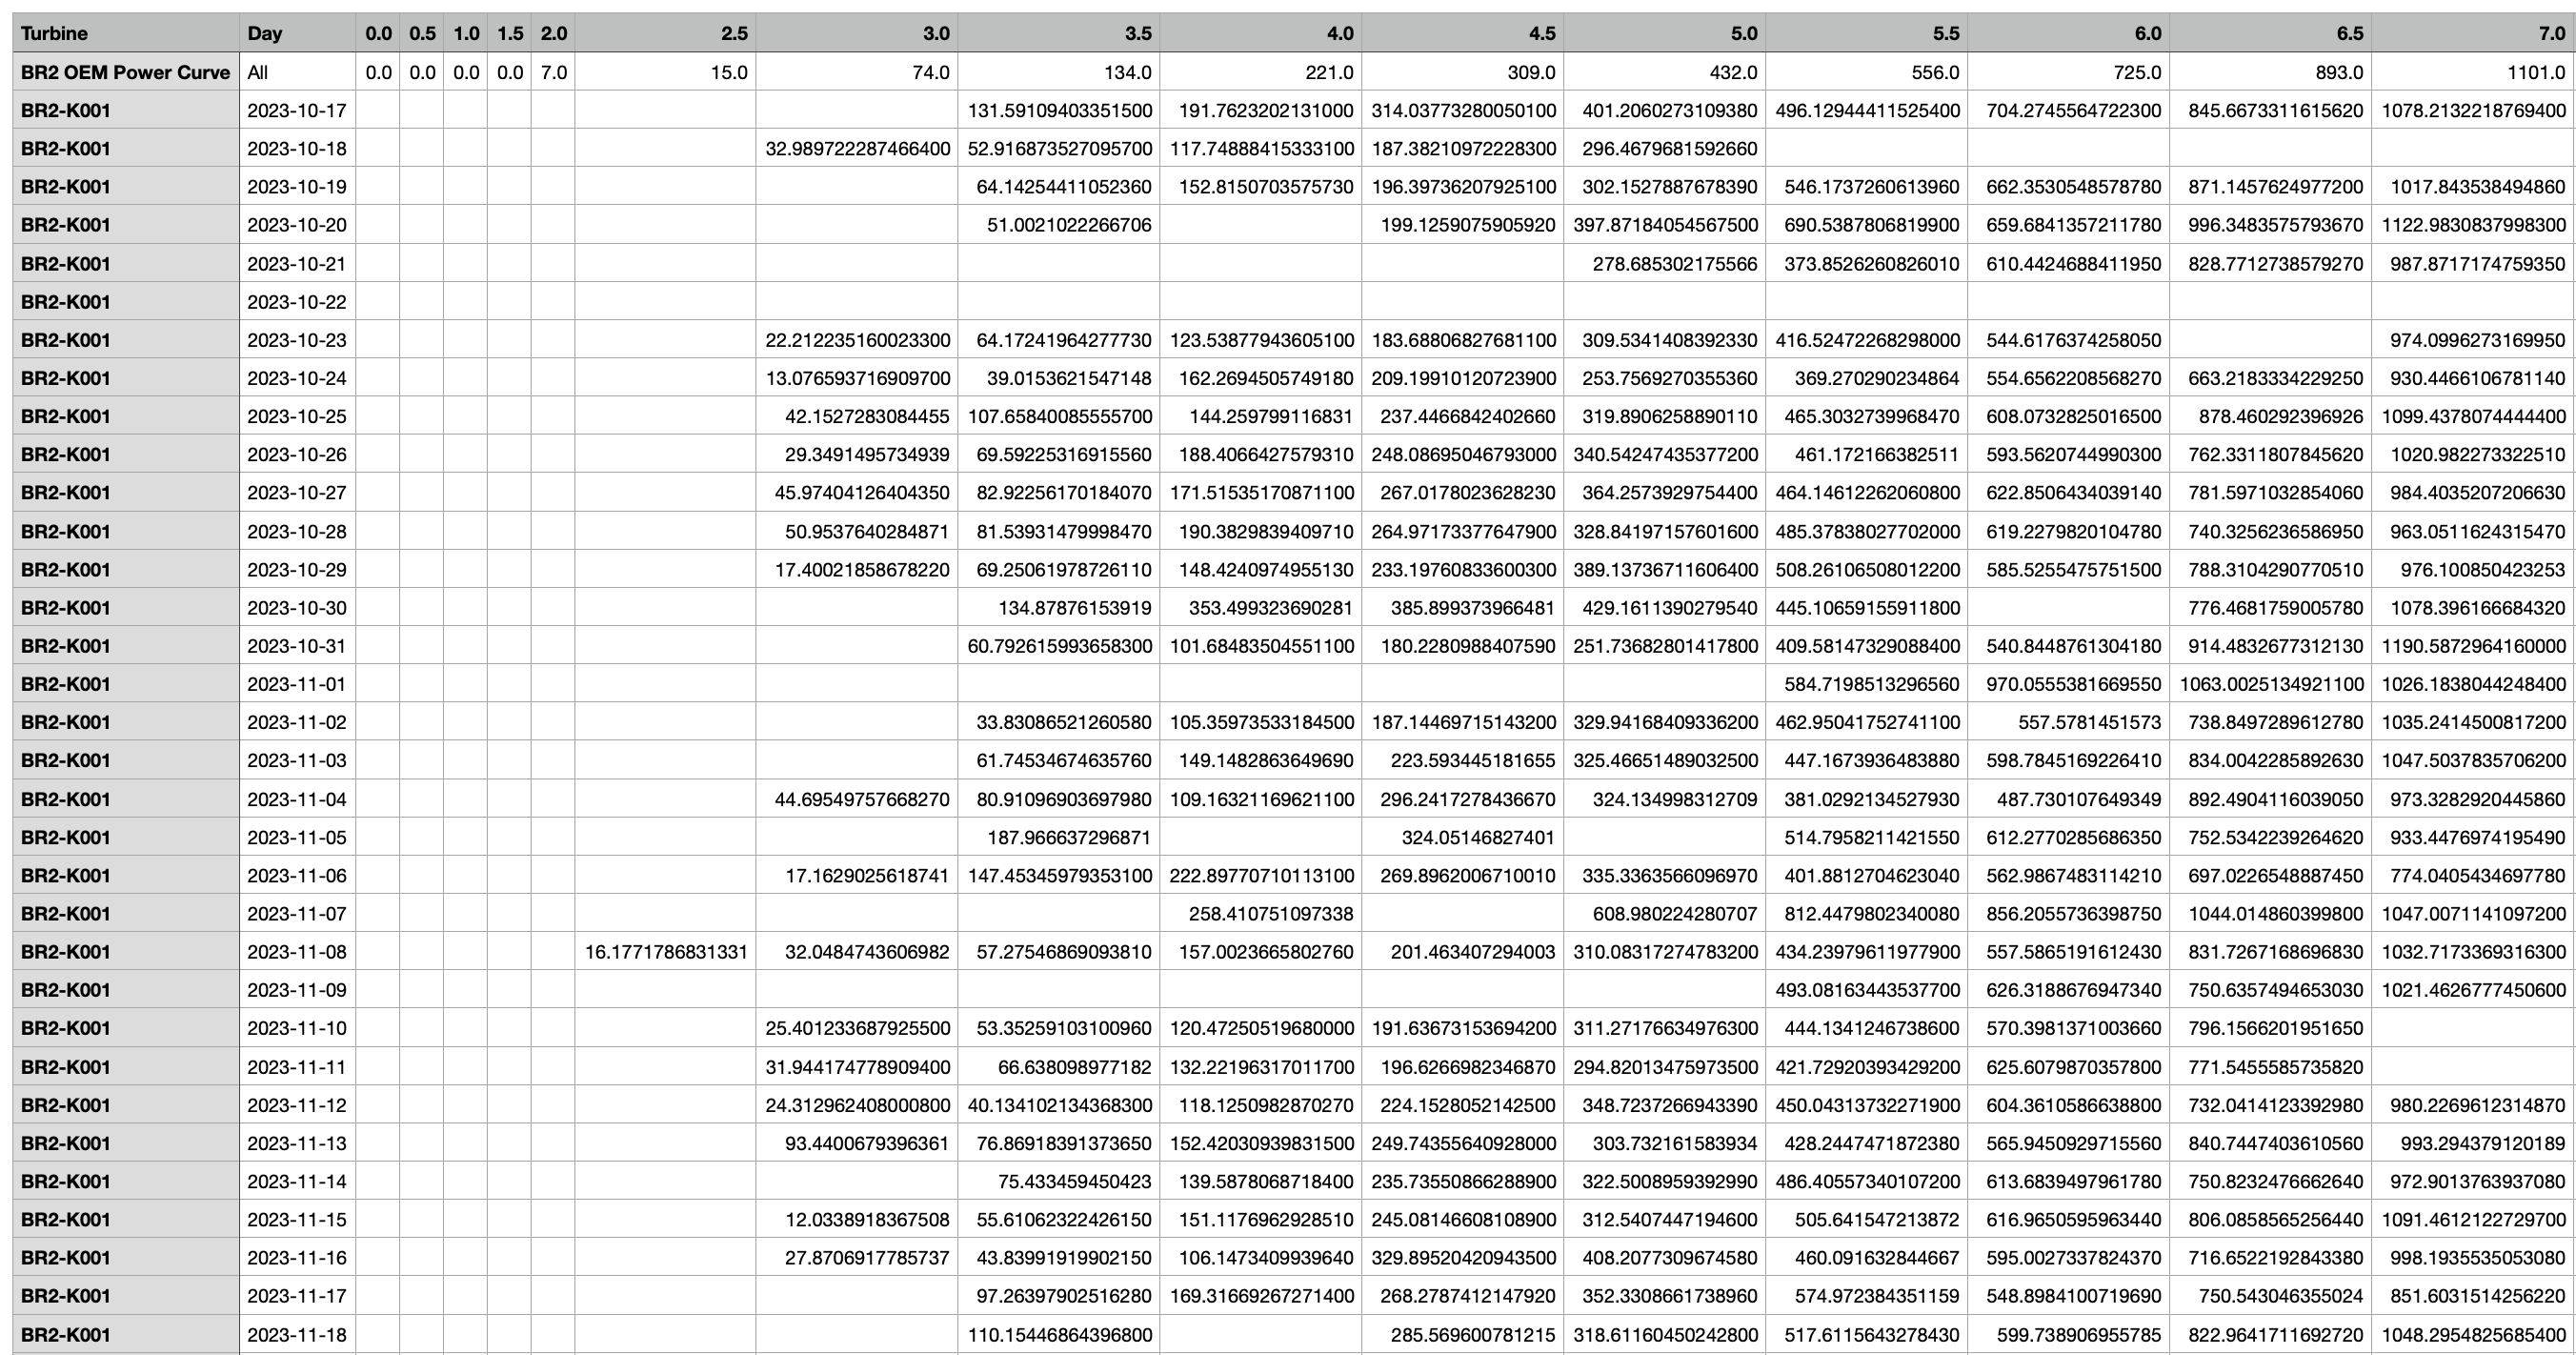 Turbine Day 0.0 0.5 1.0 1.5 2.0 2.5 3.0 3.5 4.0 4.5 5.0 5.5 6.0 6.5 7.0
BR2 OEM Power Curve All 0.0 0.0 0.0 0.0 7.0 15.0 74.0 134.0 221.0 309.0 432.0 556.0 725.0 893.0 1101.0
BR2-K001 2023-10-17 131.59109403351500 191.7623202131000 314.03773280050100 401.2060273109380 496.12944411525400 704.2745564722300 845.6673311615620 1078.2132218769400
BR2-K001 2023-10-18 32.989722287466400 52.916873527095700 117.74888415333100 187.38210972228300 296.4679681592660
BR2-K001 2023-10-19 64.14254411052360 152.8150703575730 196.39736207925100 302.1527887678390 546.1737260613960 662.3530548578780 871.1457624977200 1017.843538494860
BR2-K001 2023-10-20 51.0021022266706 199.1259075905920 397.87184054567500 690.5387806819900 659.6841357211780 996.3483575793670 1122.9830837998300
BR2-K001 2023-10-21 278.685302175566 373.8526260826010 610.4424688411950 828.7712738579270 987.8717174759350
BR2-K001 2023-10-22
BR2-K001 2023-10-23 22.212235160023300 64.17241964277730 123.53877943605100 183.68806827681100 309.5341408392330 416.52472268298000 544.6176374258050 974.0996273169950
BR2-K001 2023-10-24 13.076593716909700 39.0153621547148 162.2694505749180 209.19910120723900 253.7569270355360 369.270290234864 554.6562208568270 663.2183334229250 930.4466106781140
BR2-K001 2023-10-25 42.1527283084455 107.65840085555700 144.259799116831 237.4466842402660 319.8906258890110 465.3032739968470 608.0732825016500 878.460292396926 1099.4378074444400
BR2-K001 2023-10-26 29.3491495734939 69.59225316915560 188.4066427579310 248.08695046793000 340.54247435377200 461.172166382511 593.5620744990300 762.3311807845620 1020.982273322510
BR2-K001 2023-10-27 45.97404126404350 82.92256170184070 171.51535170871100 267.0178023628230 364.2573929754400 464.14612262060800 622.8506434039140 781.5971032854060 984.4035207206630
BR2-K001 2023-10-28 50.9537640284871 81.53931479998470 190.3829839409710 264.97173377647900 328.84197157601600 485.37838027702000 619.2279820104780 740.3256236586950 963.0511624315470
BR2-K001 2023-10-29 17.40021858678220 69.25061978726110 148.4240974955130 233.19760833600300 389.13736711606400 508.26106508012200 585.5255475751500 788.3104290770510 976.100850423253
BR2-K001 2023-10-30 134.87876153919 353.499323690281 385.899373966481 429.1611390279540 445.10659155911800 776.4681759005780 1078.396166684320
BR2-K001 2023-10-31 60.792615993658300 101.68483504551100 180.2280988407590 251.73682801417800 409.58147329088400 540.8448761304180 914.4832677312130 1190.5872964160000
BR2-K001 2023-11-01 584.7198513296560 970.0555381669550 1063.0025134921100 1026.1838044248400
BR2-K001 2023-11-02 33.83086521260580 105.35973533184500 187.14469715143200 329.94168409336200 462.95041752741100 557.5781451573 738.8497289612780 1035.2414500817200
BR2-K001 2023-11-03 61.74534674635760 149.1482863649690 223.593445181655 325.46651489032500 447.1673936483880 598.7845169226410 834.0042285892630 1047.5037835706200
BR2-K001 2023-11-04 44.69549757668270 80.91096903697980 109.16321169621100 296.2417278436670 324.134998312709 381.0292134527930 487.730107649349 892.4904116039050 973.3282920445860
BR2-K001 2023-11-05 187.966637296871 324.05146827401 514.7958211421550 612.2770285686350 752.5342239264620 933.4476974195490
BR2-K001 2023-11-06 17.1629025618741 147.45345979353100 222.89770710113100 269.8962006710010 335.3363566096970 401.8812704623040 562.9867483114210 697.0226548887450 774.0405434697780
BR2-K001 2023-11-07 258.410751097338 608.980224280707 812.4479802340080 856.2055736398750 1044.014860399800 1047.0071141097200
BR2-K001 2023-11-08 16.1771786831331 32.0484743606982 57.27546869093810 157.0023665802760 201.463407294003 310.08317274783200 434.23979611977900 557.5865191612430 831.7267168696830 1032.7173369316300
BR2-K001 2023-11-09 493.08163443537700 626.3188676947340 750.6357494653030 1021.4626777450600
BR2-K001 2023-11-10 25.401233687925500 53.35259103100960 120.47250519680000 191.63673153694200 311.27176634976300 444.1341246738600 570.3981371003660 796.1566201951650
BR2-K001 2023-11-11 31.944174778909400 66.638098977182 132.22196317011700 196.6266982346870 294.82013475973500 421.72920393429200 625.6079870357800 771.5455585735820
BR2-K001 2023-11-12 24.312962408000800 40.134102134368300 118.1250982870270 224.1528052142500 348.7237266943390 450.04313732271900 604.3610586638800 732.0414123392980 980.2269612314870
BR2-K001 2023-11-13 93.4400679396361 76.86918391373650 152.42030939831500 249.74355640928000 303.732161583934 428.2447471872380 565.9450929715560 840.7447403610560 993.294379120189
BR2-K001 2023-11-14 75.433459450423 139.5878068718400 235.73550866288900 322.5008959392990 486.40557340107200 613.6839497961780 750.8232476662640 972.9013763937080
BR2-K001 2023-11-15 12.0338918367508 55.61062322426150 151.1176962928510 245.08146608108900 312.5407447194600 505.641547213872 616.9650595963440 806.0858565256440 1091.4612122729700
BR2-K001 2023-11-16 27.8706917785737 43.83991919902150 106.1473409939640 329.89520420943500 408.2077309674580 460.091632844667 595.0027337824370 716.6522192843380 998.1935535053080
BR2-K001 2023-11-17 97.26397902516280 169.31669267271400 268.2787412147920 352.3308661738960 574.972384351159 548.8984100719690 750.543046355024 851.6031514256220
BR2-K001 2023-11-18 110.15446864396800 285.569600781215 318.61160450242800 517.6115643278430 599.738906955785 822.9641711692720 1048.2954825685400